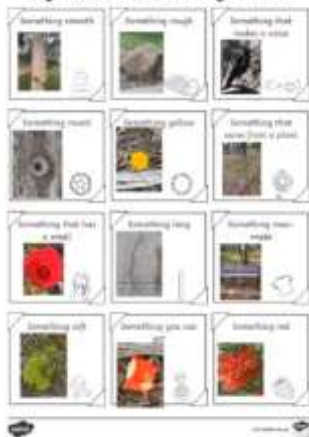 Something smooth
Something rough
Something that
makes a noise
Something round
Something yellow
Something that
came from a plant
Something that has
a smell
Something long
Something man-
made
Something soft
Something you can
Something red